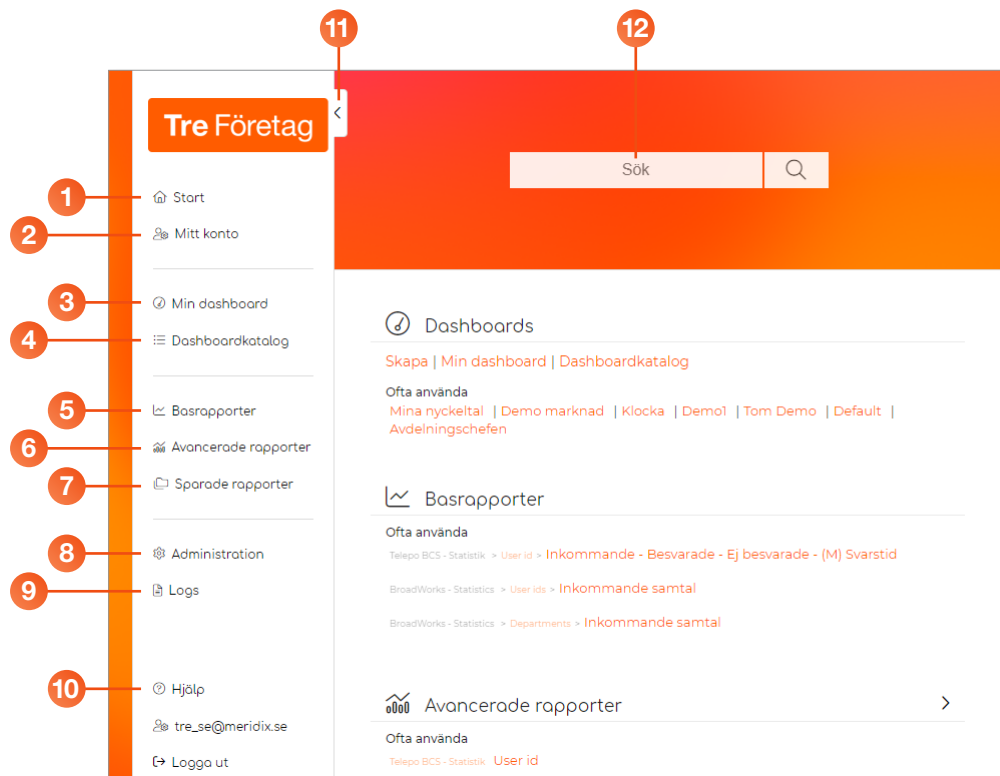 11
12
Tre Företag
Sök
1
Start
2
Mitt konto
3
Min dashboard
4
Dashboardkatalog
5
Basrapporter
6
Avancerade rapporter
7
Sparade rapporter
8
Administration
9
Logs
10
Hjälp
tre_se@meridix.se
Logga ut
Dashboards
Skapa | Min dashboard | Dashboardkatalog
Ofta använda
Mina nyckeltal | Demo marknad | Klocka | Demo1 | Tom Demo | Default |
Avdelningschefen
Basrapporter
Ofta använda
Telepo BCS - Statistik > User id > Inkommande - Besvarade - Ej besvarade - (M) Svarstid
BroadWorks - Statistics > User ids > Inkommande samtal
BroadWorks - Statistics > Departments > Inkommande samtal
Avancerade rapporter
Ofta använda
Telepo BCS - Statistik User id